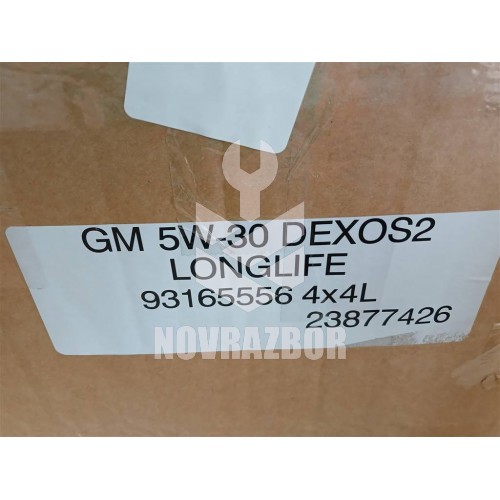 GM 5W-30 DEXOS2
LONGLIFE
93165556 4x4L
23877426
NOVRAZBOR